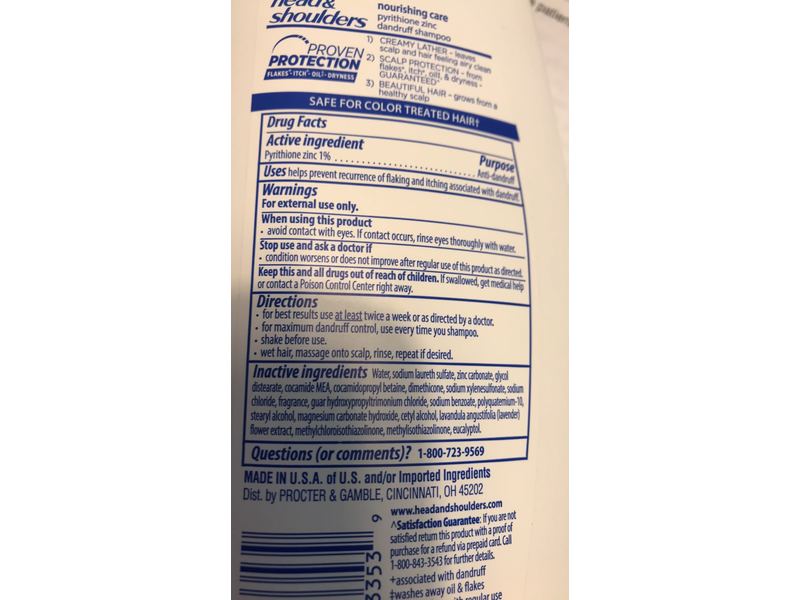 head &
shoulders
nourishing care
pyrithione zinc
dandruff shampoo
PROVEN
PROTECTION
FLAKES*·ITCH*·OIL‡·DRYNESS
1) CREAMY LATHER - leaves
scalp and hair feeling airy clean
2) SCALP PROTECTION - from
flakes*, itch*, oil‡, & dryness -
GUARANTEED^
3) BEAUTIFUL HAIR - grows from a
healthy scalp
SAFE FOR COLOR TREATED HAIR†
Drug Facts
Active ingredient Purpose
Pyrithione zinc 1% . . . . . . . . . . . . . . . . . . . . . . . . . . . . Anti-dandruff
Uses helps prevent recurrence of flaking and itching associated with dandruff.
Warnings
For external use only.
When using this product
• avoid contact with eyes. If contact occurs, rinse eyes thoroughly with water.
Stop use and ask a doctor if
• condition worsens or does not improve after regular use of this product as directed.
Keep this and all drugs out of reach of children. If swallowed, get medical help
or contact a Poison Control Center right away.
Directions
• for best results use at least twice a week or as directed by a doctor.
• for maximum dandruff control, use every time you shampoo.
• shake before use.
• wet hair, massage onto scalp, rinse, repeat if desired.
Inactive ingredients Water, sodium laureth sulfate, zinc carbonate, glycol
distearate, cocamide MEA, cocamidopropyl betaine, dimethicone, sodium xylenesulfonate, sodium
chloride, fragrance, guar hydroxypropyltrimonium chloride, sodium benzoate, polyquaternium-10,
stearyl alcohol, magnesium carbonate hydroxide, cetyl alcohol, lavandula angustifolia (lavender)
flower extract, methylchloroisothiazolinone, methylisothiazolinone, eucalyptol.
Questions (or comments)? 1-800-723-9569
MADE IN U.S.A. of U.S. and/or Imported Ingredients
Dist. by PROCTER & GAMBLE, CINCINNATI, OH 45202
www.headandshoulders.com
^Satisfaction Guarantee: If you are not
satisfied return this product with a proof of
purchase for a refund via prepaid card. Call
1-800-843-3543 for further details.
+associated with dandruff
‡washes away oil & flakes
with regular use
3353 9